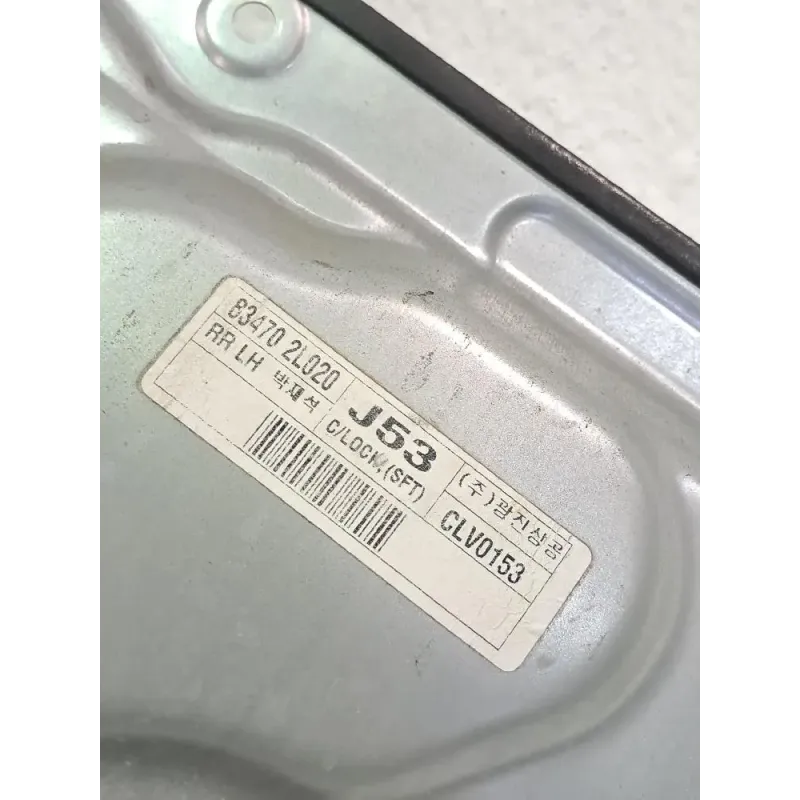 83470 2L020
RR LH 박재석
J53
C/LOCK,(SFT)
(주)광진상공
CLV0153